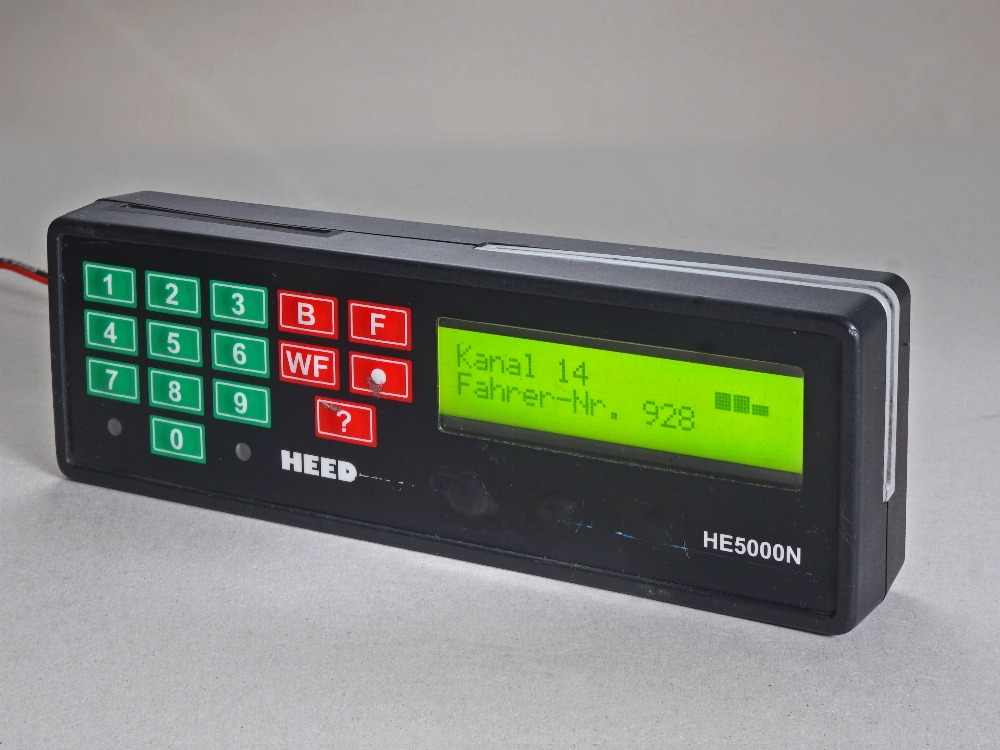 1 2 3 B F
4 5 6 WF
7 8 9 ?
0
HEED
Kanal 14
Fahrer-Nr. 928
HE5000N